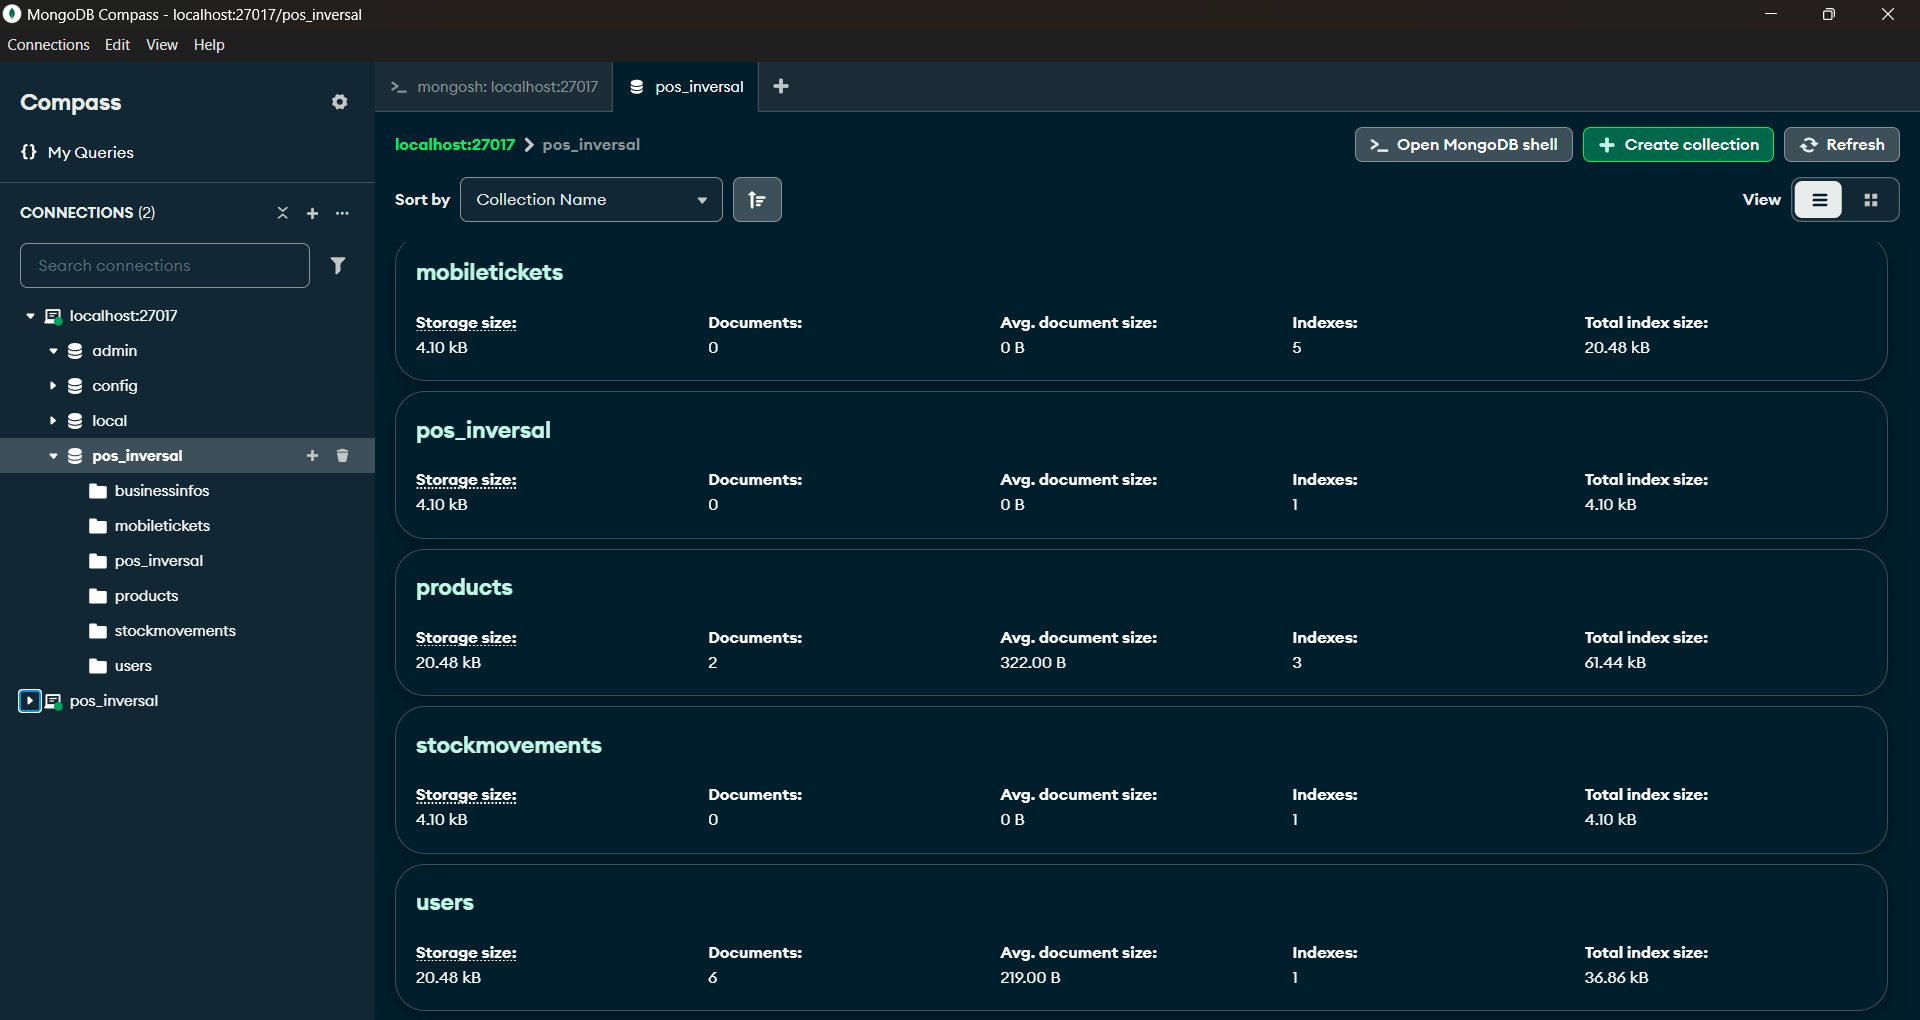 MongoDB Compass - localhost:27017/pos_inversal
Connections Edit View Help
Compass
My Queries
CONNECTIONS (2)
Search connections
localhost:27017
admin
config
local
pos_inversal
businessinfos
mobiletickets
pos_inversal
products
stockmovements
users
pos_inversal
mongosh: localhost:27017
pos_inversal
localhost:27017 pos_inversal
Open MongoDB shell
Create collection
Refresh
Sort by Collection Name
View
mobiletickets
Storage size: Documents: Avg. document size: Indexes: Total index size:
4.10 kB 0 0 B 5 20.48 kB
pos_inversal
Storage size: Documents: Avg. document size: Indexes: Total index size:
4.10 kB 0 0 B 1 4.10 kB
products
Storage size: Documents: Avg. document size: Indexes: Total index size:
20.48 kB 2 322.00 B 3 61.44 kB
stockmovements
Storage size: Documents: Avg. document size: Indexes: Total index size:
4.10 kB 0 0 B 1 4.10 kB
users
Storage size: Documents: Avg. document size: Indexes: Total index size:
20.48 kB 6 219.00 B 1 36.86 kB